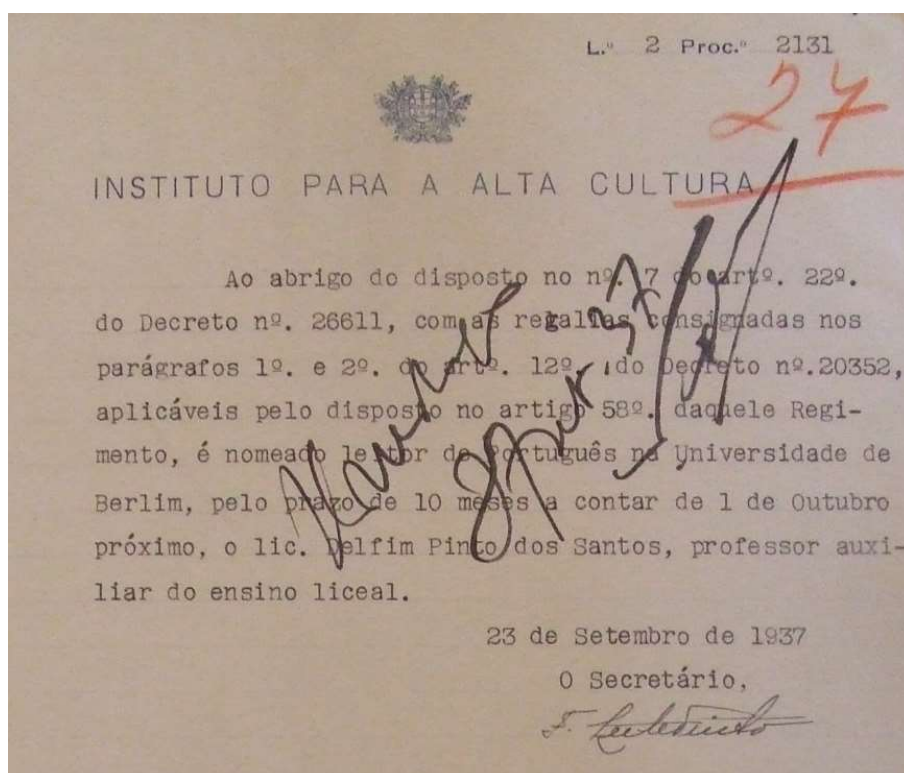 L.º 2 Proc.º 2131
27
INSTITUTO PARA A ALTA CULTURA
Ao abrigo do disposto no nº. 7 do artº. 22º.
do Decreto nº. 26611, com as regalias consignadas nos
parágrafos 1º. e 2º. do artº. 12º. do Decreto nº.20352,
aplicáveis pelo disposto no artigo 58º. daquele Regi-
mento, é nomeado leitor de Português na Universidade de
Berlim, pelo prazo de 10 meses a contar de 1 de Outubro
próximo, o lic. Delfim Pinto dos Santos, professor auxi-
liar do ensino liceal.
23 de Setembro de 1937
O Secretário,